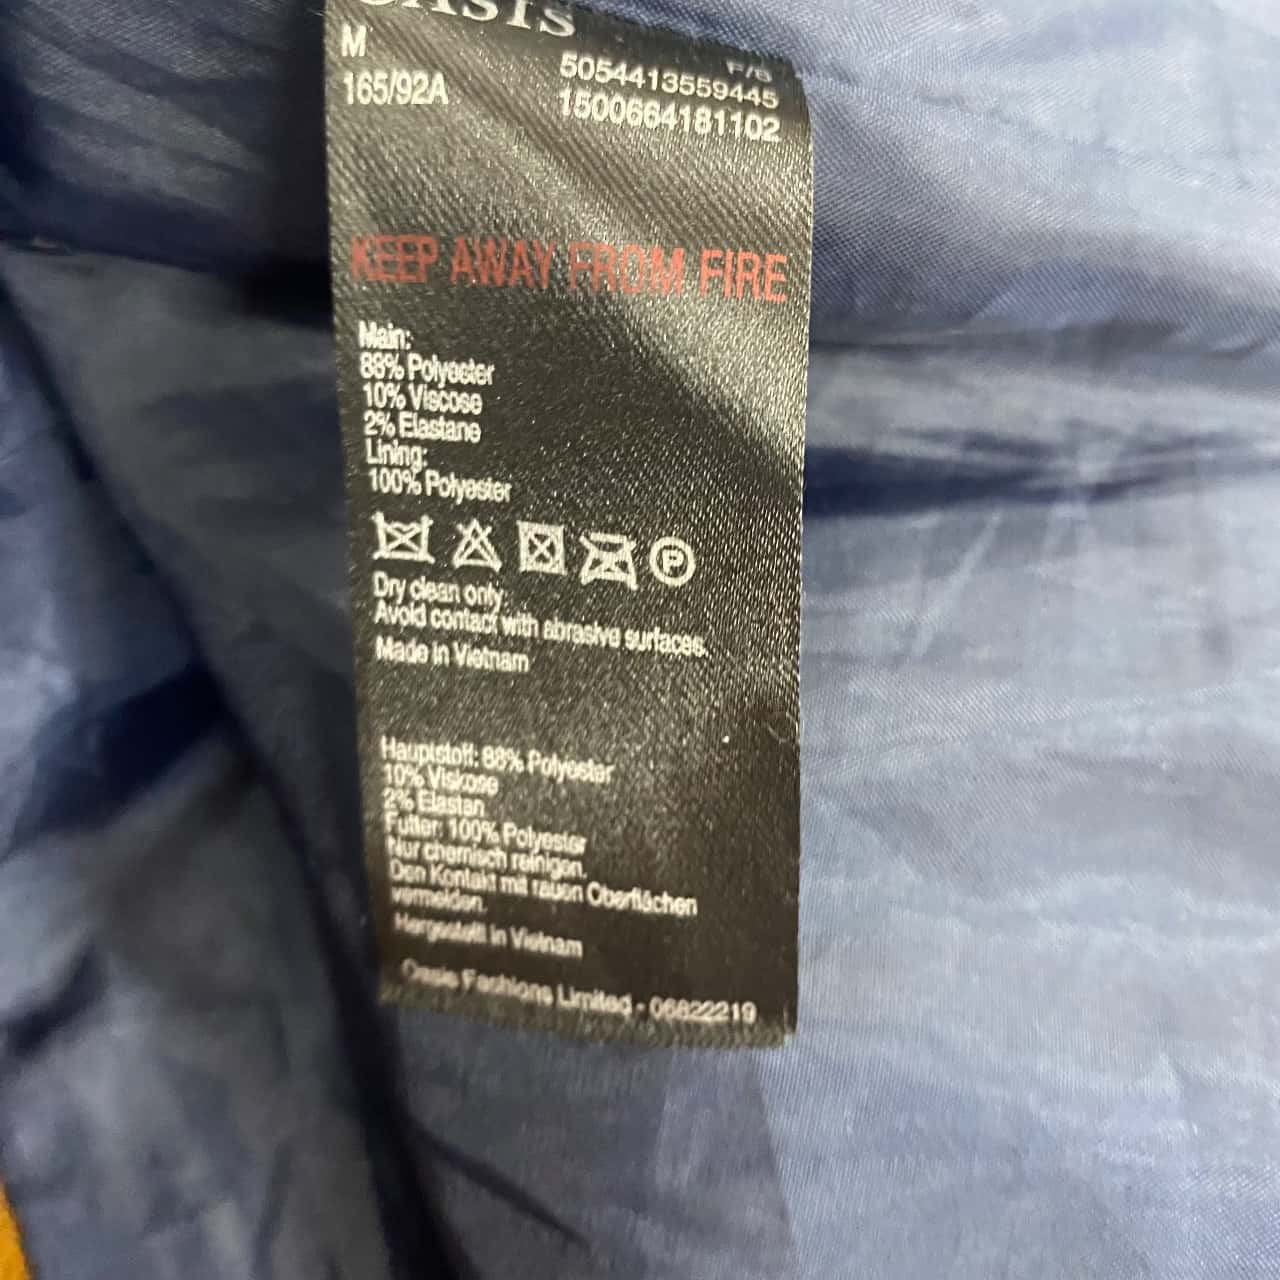 OASIS
M
F/S
165/92A
5054413559445
1500664181102
KEEP AWAY FROM FIRE
Main:
88% Polyester
10% Viscose
2% Elastane
Lining:
100% Polyester
P
Dry clean only.
Avoid contact with abrasive surfaces.
Made in Vietnam
Hauptstoff: 88% Polyester
10% Viskose
2% Elastan
Futter: 100% Polyester
Nur chemisch reinigen.
Den Kontakt mit rauen Oberflächen
vermeiden.
Hergestellt in Vietnam
Oasis Fashions Limited - 06822219